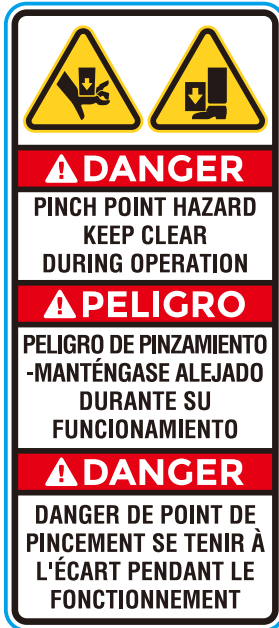 DANGER
PINCH POINT HAZARD
KEEP CLEAR
DURING OPERATION
PELIGRO
PELIGRO DE PINZAMIENTO
-MANTÉNGASE ALEJADO
DURANTE SU
FUNCIONAMIENTO
DANGER
DANGER DE POINT DE
PINCEMENT SE TENIR À
L'ÉCART PENDANT LE
FONCTIONNEMENT